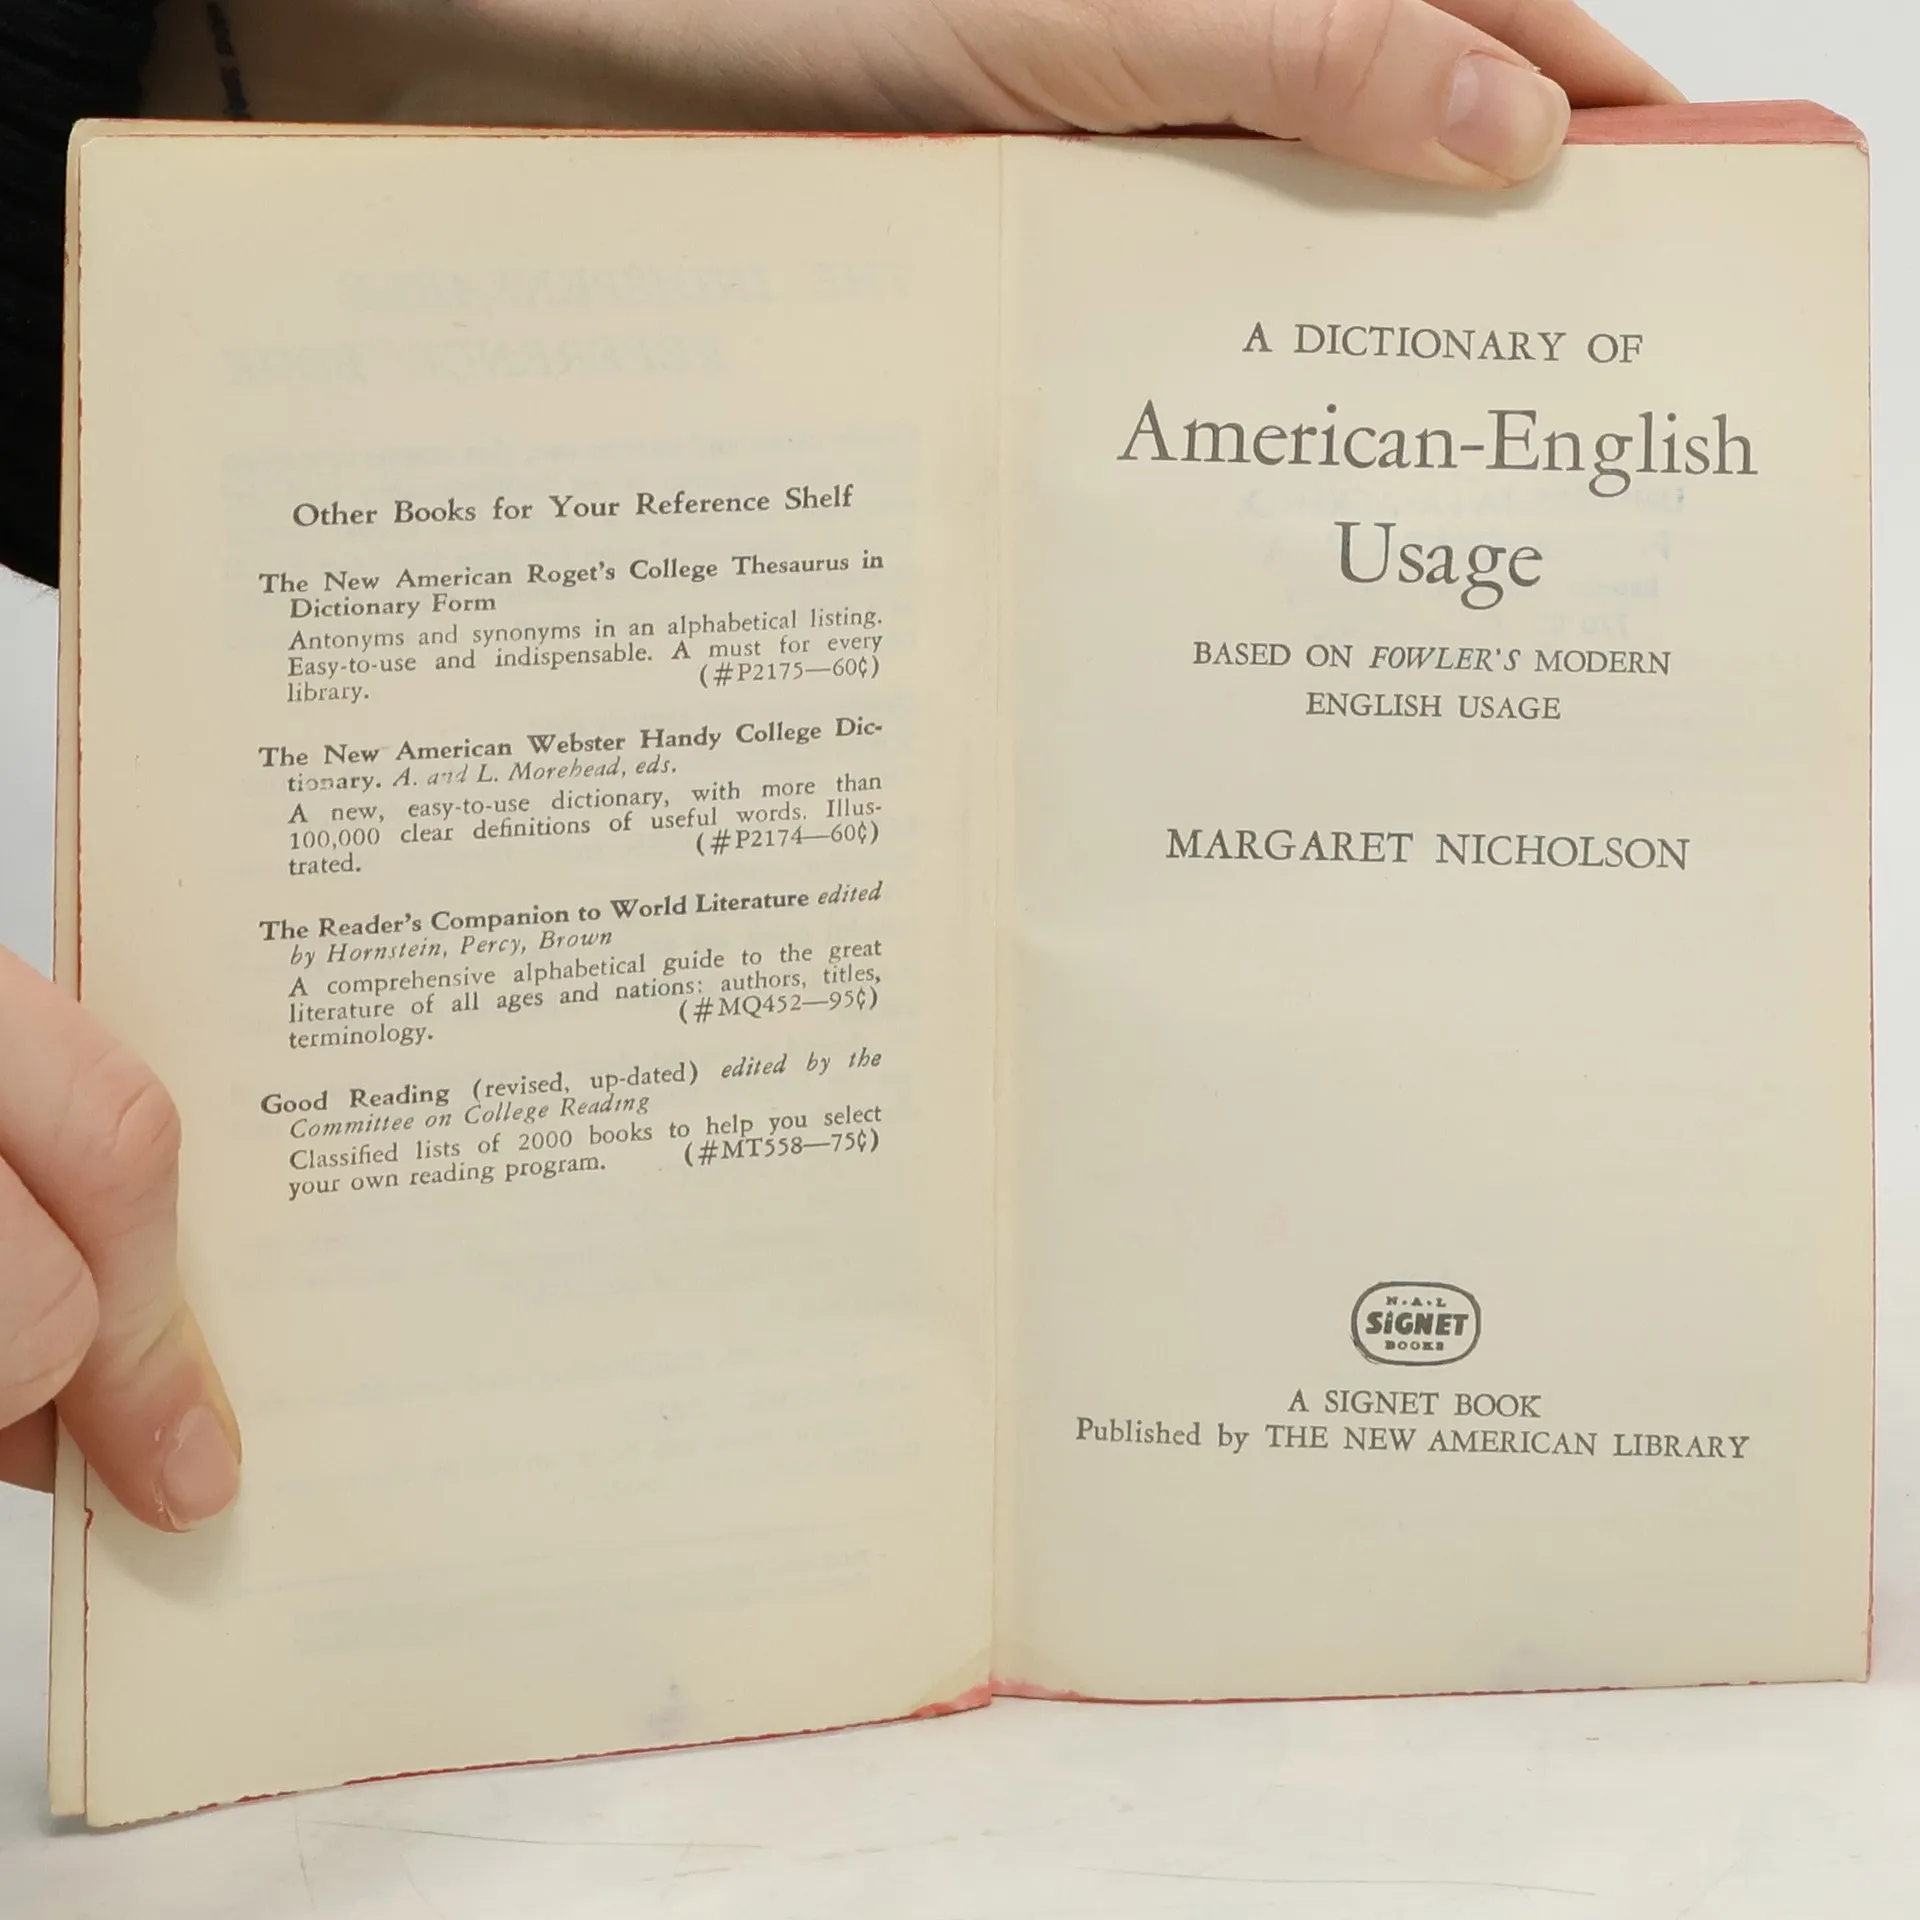 Other Books for Your Reference Shelf
The New American Roget's College Thesaurus in
Dictionary Form
Antonyms and synonyms in an alphabetical listing.
Easy-to-use and indispensable. A must for every
library. (#P2175—60¢)
The New American Webster Handy College Dic-
tionary. A. and L. Morehead, eds.
A new, easy-to-use dictionary, with more than
100,000 clear definitions of useful words. Illus-
trated. (#P2174—60¢)
The Reader's Companion to World Literature edited
by Hornstein, Percy, Brown
A comprehensive alphabetical guide to the great
literature of all ages and nations: authors, titles,
terminology. (#MQ452—95¢)
Good Reading (revised, up-dated) edited by the
Committee on College Reading
Classified lists of 2000 books to help you select
your own reading program. (#MT558—75¢)
A DICTIONARY OF
American-English
Usage
BASED ON FOWLER'S MODERN
ENGLISH USAGE
MARGARET NICHOLSON
N·A·L
SIGNET
BOOKS
A SIGNET BOOK
Published by THE NEW AMERICAN LIBRARY